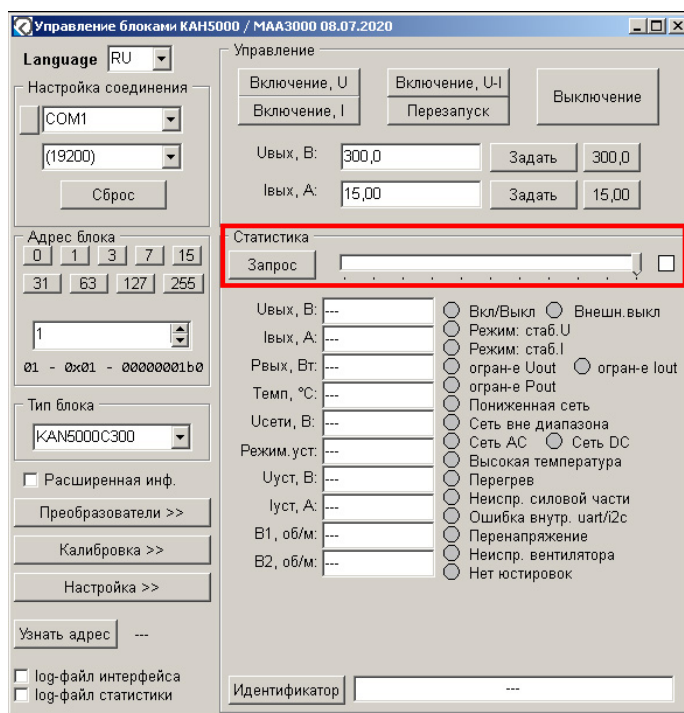 Управление блоками КАН5000 / МАА3000 08.07.2020
Language RU
Настройка соединения
COM1
(19200)
Сброс
Адрес блока
0 1 3 7 15
31 63 127 255
1
01 - 0x01 - 00000001b0
Тип блока
KAN5000C300
Расширенная инф.
Преобразователи >>
Калибровка >>
Настройка >>
Узнать адрес ---
log-файл интерфейса
log-файл статистики
Управление
Включение, U Включение, U-I Выключение
Включение, I Перезапуск
Uвых, В: 300,0 Задать 300,0
Iвых, А: 15,00 Задать 15,00
Статистика
Запрос
Uвых, В: ---
Iвых, А: ---
Pвых, Вт: ---
Темп, °C: ---
Uсети, В: ---
Режим.уст: ---
Uуст, В: ---
Iуст, А: ---
В1, об/м: ---
В2, об/м: ---
Вкл/Выкл Внешн.выкл
Режим: стаб.U
Режим: стаб.I
огран-е Uout огран-е Iout
огран-е Pout
Пониженная сеть
Сеть вне диапазона
Сеть AC Сеть DC
Высокая температура
Перегрев
Неиспр. силовой части
Ошибка внутр. uart/i2c
Перенапряжение
Неиспр. вентилятора
Нет юстировок
Идентификатор ---